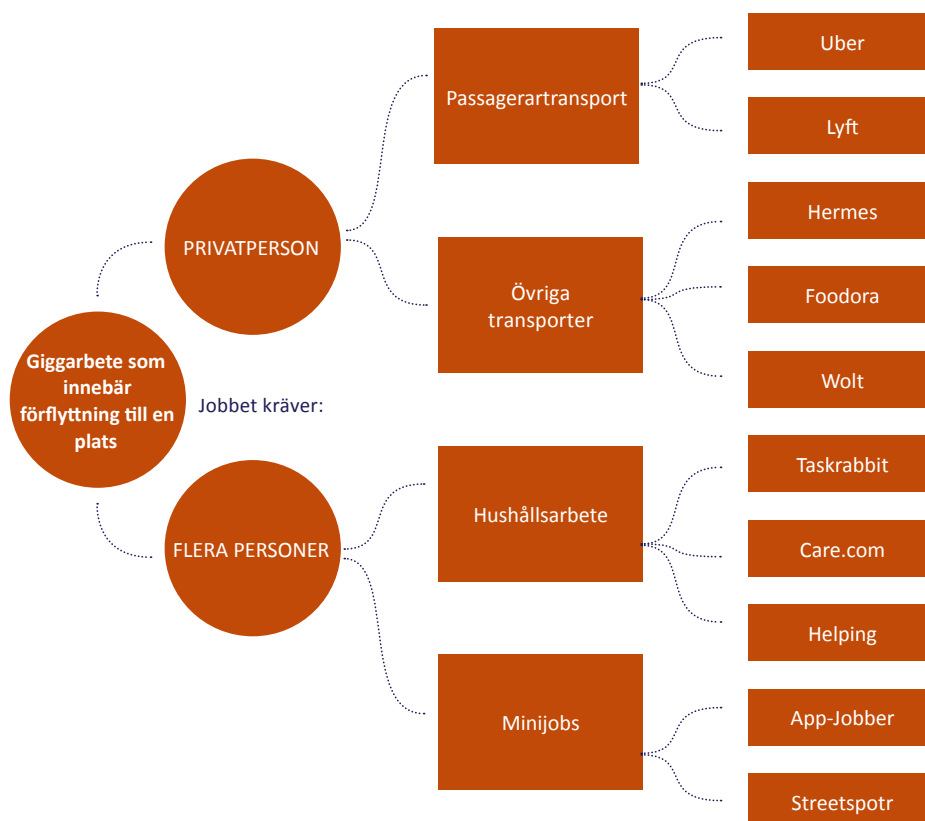 Giggarbete som
innebär
förflyttning till en
plats
Jobbet kräver:
PRIVATPERSON
FLERA PERSONER
Passagerartransport
Övriga
transporter
Hushållsarbete
Minijobs
Uber
Lyft
Hermes
Foodora
Wolt
Taskrabbit
Care.com
Helping
App-Jobber
Streetspotr